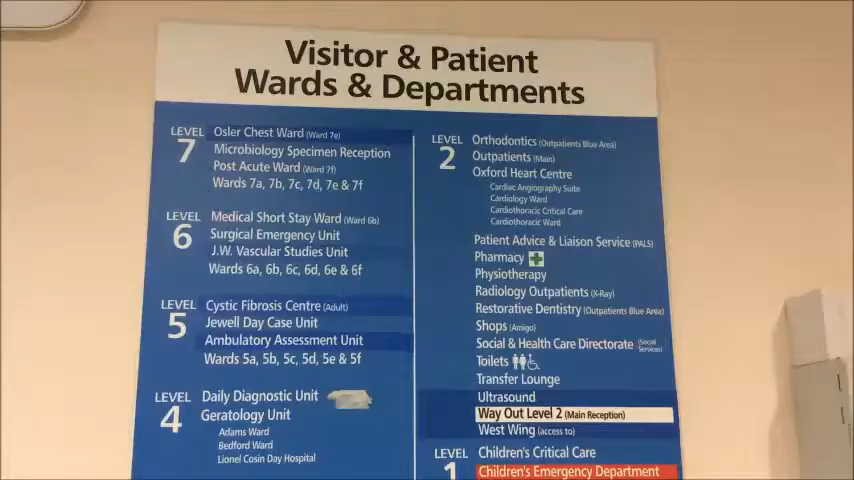 Visitor & Patient
Wards & Departments
LEVEL
7
Osler Chest Ward (Ward 7e)
Microbiology Specimen Reception
Post Acute Ward (Ward 7f)
Wards 7a, 7b, 7c, 7d, 7e & 7f
LEVEL
6
Medical Short Stay Ward (Ward 6b)
Surgical Emergency Unit
J.W. Vascular Studies Unit
Wards 6a, 6b, 6c, 6d, 6e & 6f
LEVEL
5
Cystic Fibrosis Centre (Adult)
Jewell Day Case Unit
Ambulatory Assessment Unit
Wards 5a, 5b, 5c, 5d, 5e & 5f
LEVEL
4
Daily Diagnostic Unit
Geratology Unit
Adams Ward
Bedford Ward
Lionel Cosin Day Hospital
LEVEL
2
Orthodontics (Outpatients Blue Area)
Outpatients (Main)
Oxford Heart Centre
Cardiac Angiography Suite
Cardiology Ward
Cardiothoracic Critical Care
Cardiothoracic Ward
Patient Advice & Liaison Service (PALS)
Pharmacy
Physiotherapy
Radiology Outpatients (X-Ray)
Restorative Dentistry (Outpatients Blue Area)
Shops (Amigo)
Social & Health Care Directorate (Social Services)
Toilets
Transfer Lounge
Ultrasound
Way Out Level 2 (Main Reception)
West Wing (access to)
LEVEL
1
Children's Critical Care
Children's Emergency Department